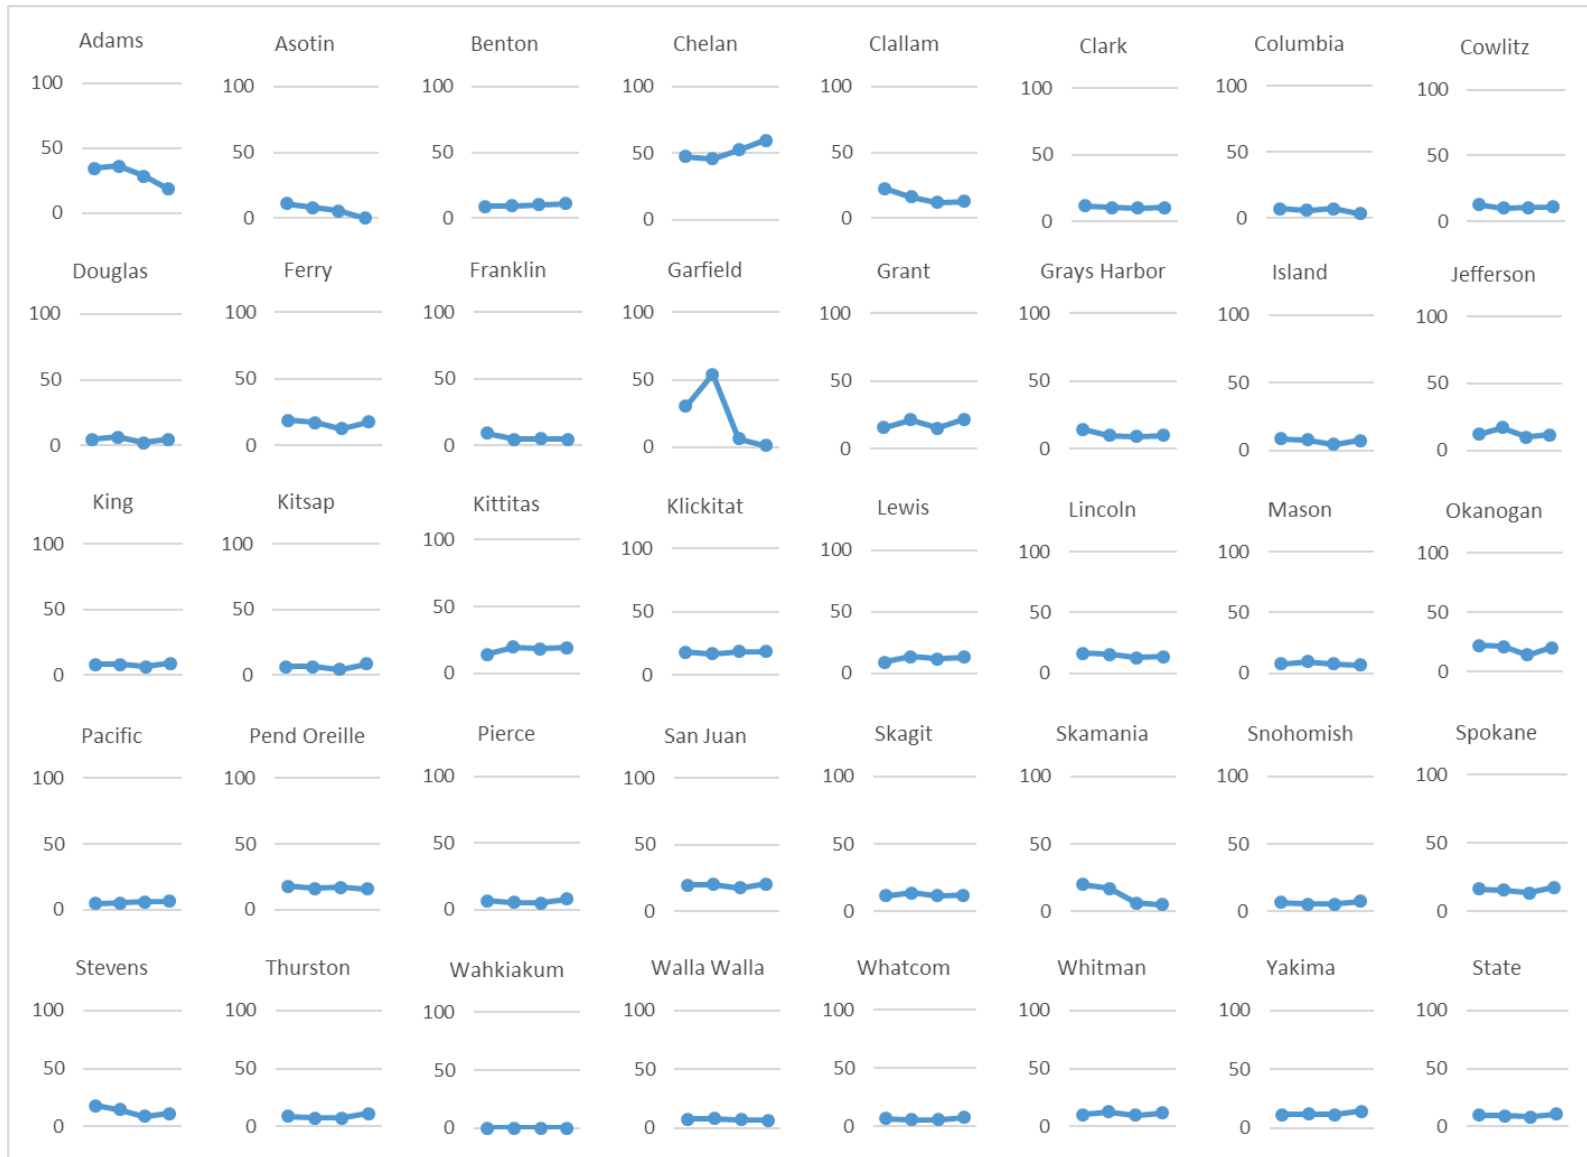 Adams Asotin Benton Chelan Clallam Clark Columbia Cowlitz
100 100 100 100 100 100 100 100
50 50 50 50 50 50 50 50
0 0 0 0 0 0 0 0
Douglas Ferry Franklin Garfield Grant Grays Harbor Island Jefferson
100 100 100 100 100 100 100 100
50 50 50 50 50 50 50 50
0 0 0 0 0 0 0 0
King Kitsap Kittitas Klickitat Lewis Lincoln Mason Okanogan
100 100 100 100 100 100 100 100
50 50 50 50 50 50 50 50
0 0 0 0 0 0 0 0
Pacific Pend Oreille Pierce San Juan Skagit Skamania Snohomish Spokane
100 100 100 100 100 100 100 100
50 50 50 50 50 50 50 50
0 0 0 0 0 0 0 0
Stevens Thurston Wahkiakum Walla Walla Whatcom Whitman Yakima State
100 100 100 100 100 100 100 100
50 50 50 50 50 50 50 50
0 0 0 0 0 0 0 0